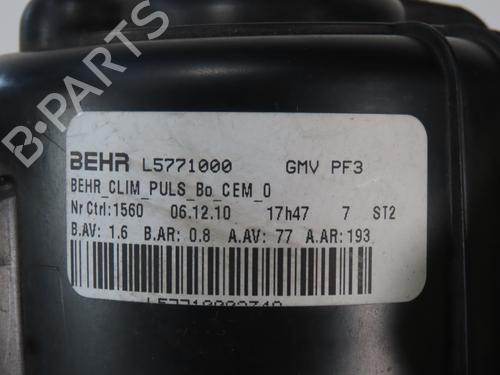 B-PARTS
BEHR L5771000 GMV PF3
BEHR_CLIM_PULS_Bo_CEM_0
Nr Ctrl:1560 06.12.10 17h47 7 ST2
B.AV: 1.6 B.AR: 0.8 A.AV: 77 A.AR: 193